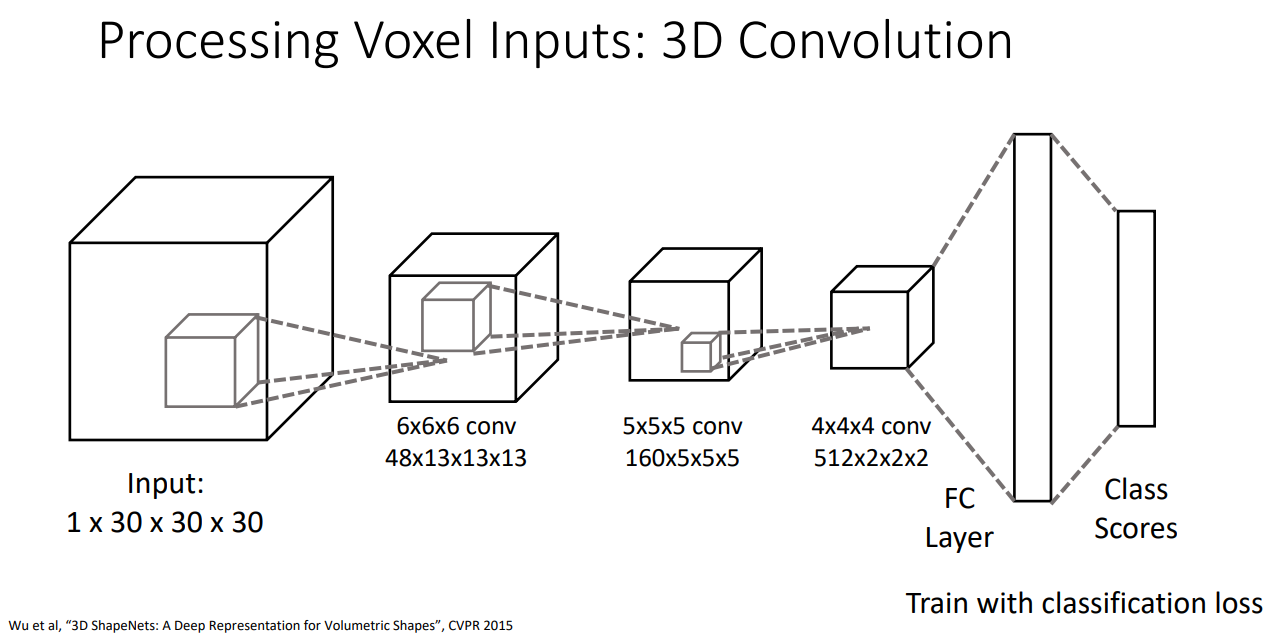 Processing Voxel Inputs: 3D Convolution
Input:
1 x 30 x 30 x 30
6x6x6 conv
48x13x13x13
5x5x5 conv
160x5x5x5
4x4x4 conv
512x2x2x2
FC
Layer
Class
Scores
Train with classification loss
Wu et al, “3D ShapeNets: A Deep Representation for Volumetric Shapes”, CVPR 2015